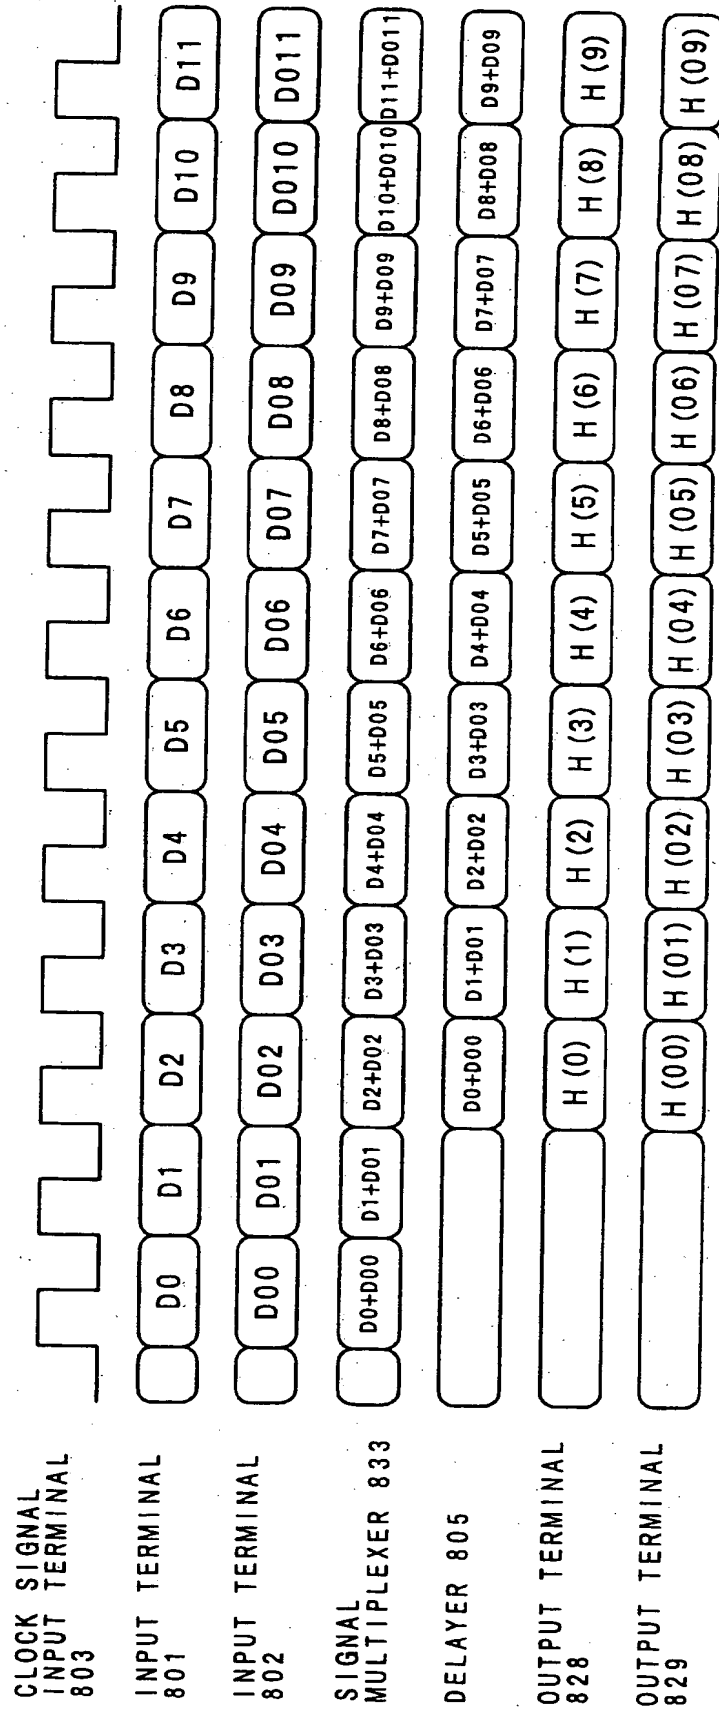 CLOCK SIGNAL
INPUT TERMINAL
803
INPUT TERMINAL
801
D0 D1 D2 D3 D4 D5 D6 D7 D8 D9 D10 D11
INPUT TERMINAL
802
D00 D01 D02 D03 D04 D05 D06 D07 D08 D09 D010 D011
SIGNAL
MULTIPLEXER 833
D0+D00 D1+D01 D2+D02 D3+D03 D4+D04 D5+D05 D6+D06 D7+D07 D8+D08 D9+D09 D10+D010 D11+D011
DELAYER 805
D0+D00 D1+D01 D2+D02 D3+D03 D4+D04 D5+D05 D6+D06 D7+D07 D8+D08 D9+D09
OUTPUT TERMINAL
828
H (0) H (1) H (2) H (3) H (4) H (5) H (6) H (7) H (8) H (9)
OUTPUT TERMINAL
829
H (00) H (01) H (02) H (03) H (04) H (05) H (06) H (07) H (08) H (09)